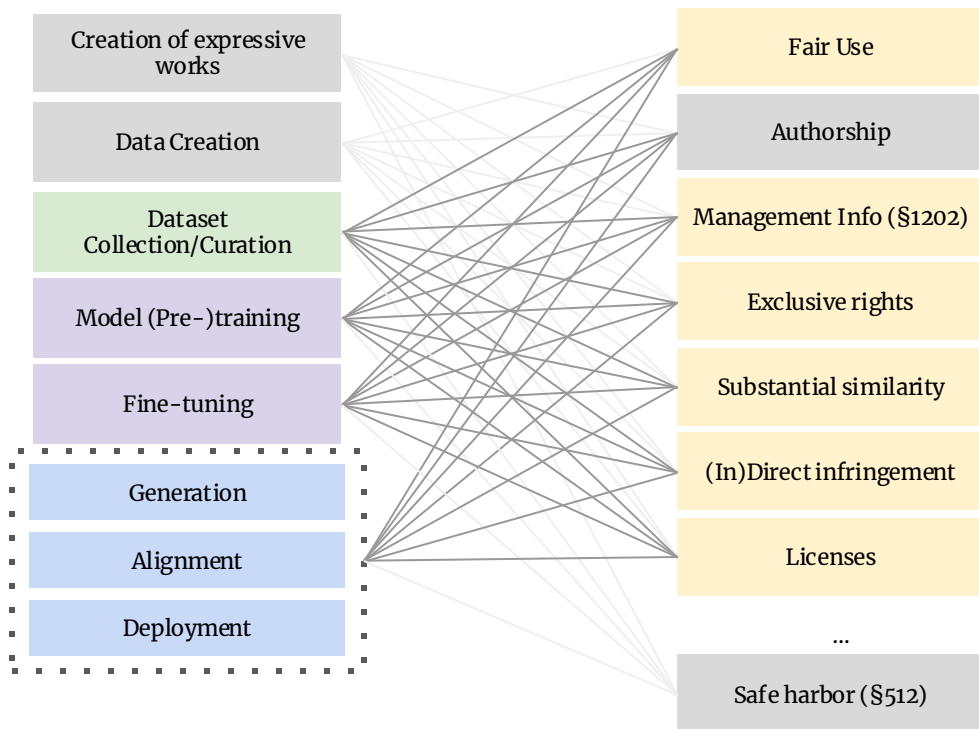 Creation of expressive
works
Data Creation
Dataset
Collection/Curation
Model (Pre-)training
Fine-tuning
Generation
Alignment
Deployment
Fair Use
Authorship
Management Info (§1202)
Exclusive rights
Substantial similarity
(In)Direct infringement
Licenses
...
Safe harbor (§512)